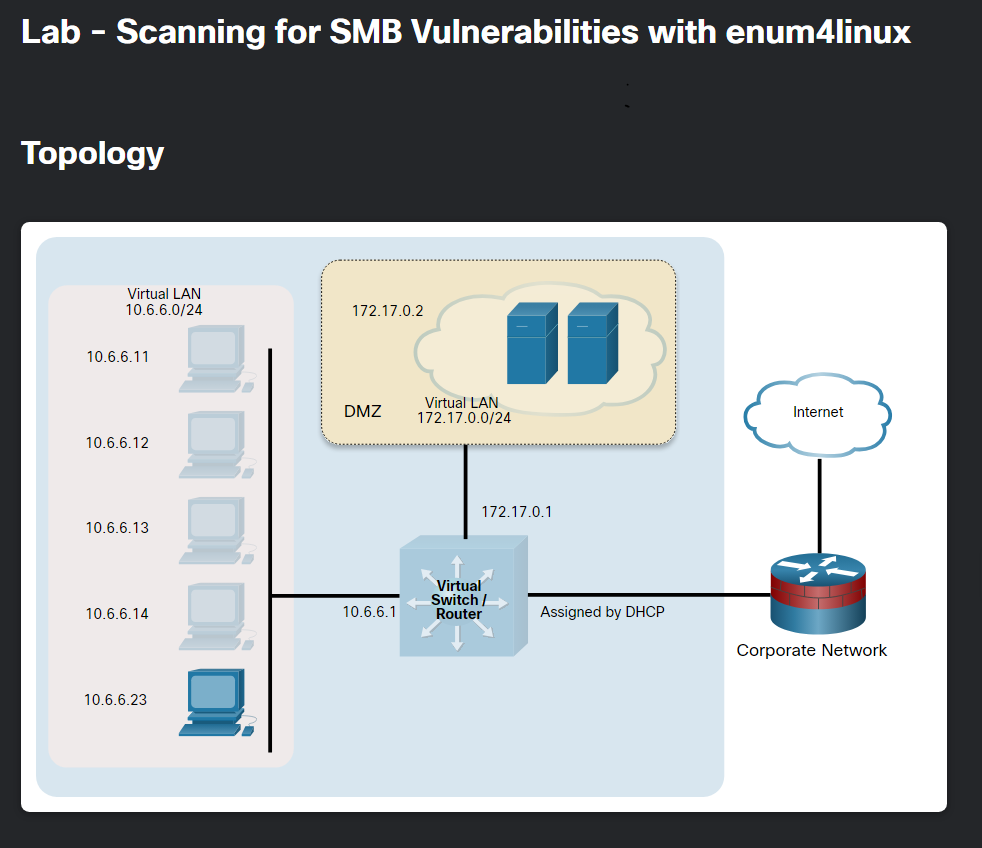 Lab - Scanning for SMB Vulnerabilities with enum4linux
Topology
Virtual LAN
10.6.6.0/24
10.6.6.11
10.6.6.12
10.6.6.13
10.6.6.14
10.6.6.23
172.17.0.2
DMZ
Virtual LAN
172.17.0.0/24
172.17.0.1
10.6.6.1
Virtual
Switch /
Router
Assigned by DHCP
Internet
Corporate Network